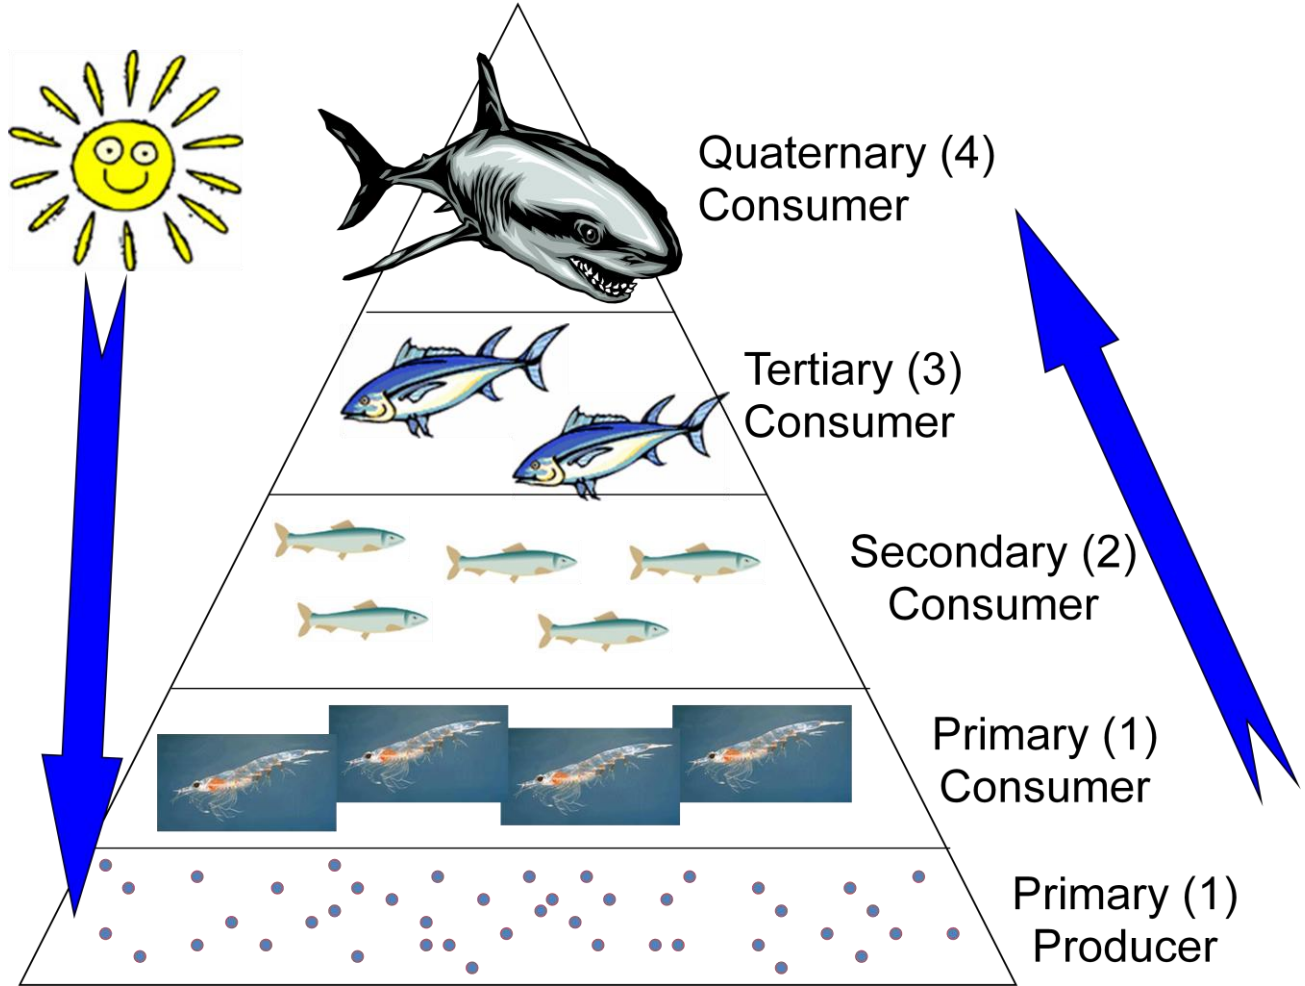 Quaternary (4)
Consumer
Tertiary (3)
Consumer
Secondary (2)
Consumer
Primary (1)
Consumer
Primary (1)
Producer